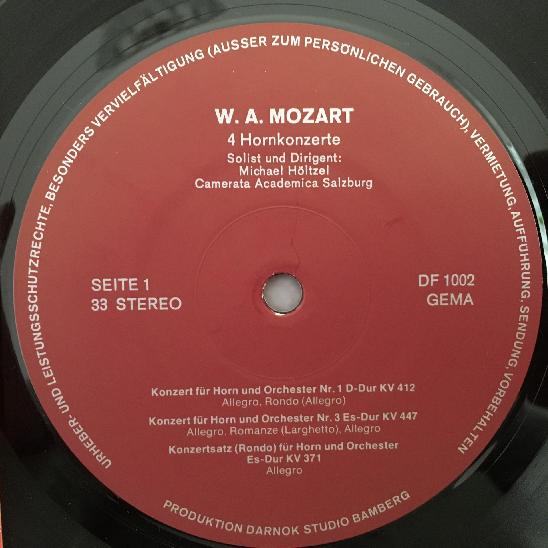 URHEBER- UND LEISTUNGSSCHUTZRECHTE, BESONDERS VERVIELFÄLTIGUNG (AUSSER ZUM PERSÖNLICHEN GEBRAUCH), VERMIETUNG, AUFFÜHRUNG, SENDUNG, VORBEHALTEN
W. A. MOZART
4 Hornkonzerte
Solist und Dirigent:
Michael Höltzel
Camerata Academica Salzburg
SEITE 1
33 STEREO
DF 1002
GEMA
Konzert für Horn und Orchester Nr. 1 D-Dur KV 412
Allegro, Rondo (Allegro)
Konzert für Horn und Orchester Nr. 3 Es-Dur KV 447
Allegro, Romanze (Larghetto), Allegro
Konzertsatz (Rondo) für Horn und Orchester
Es-Dur KV 371
Allegro
PRODUKTION DARNOK STUDIO BAMBERG